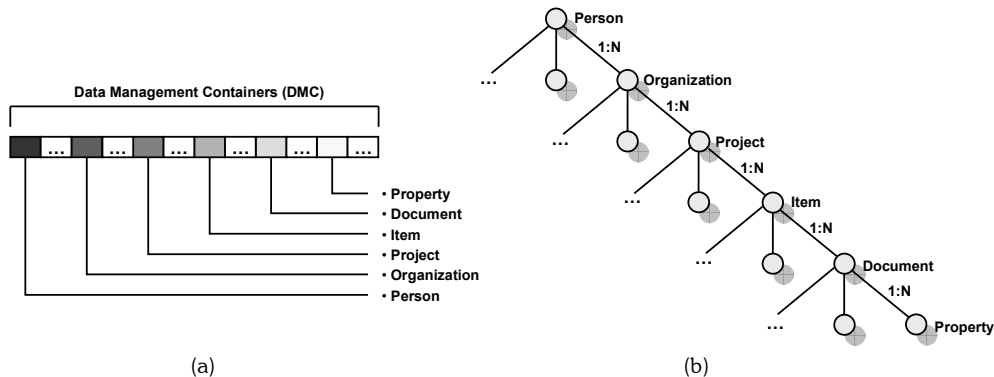 Data Management Containers (DMC)
... ... ... ... ... ...
• Property
• Document
• Item
• Project
• Organization
• Person
(a)
Person
1:N
...
Organization
1:N
...
Project
1:N
...
Item
1:N
...
Document
1:N
...
Property
(b)